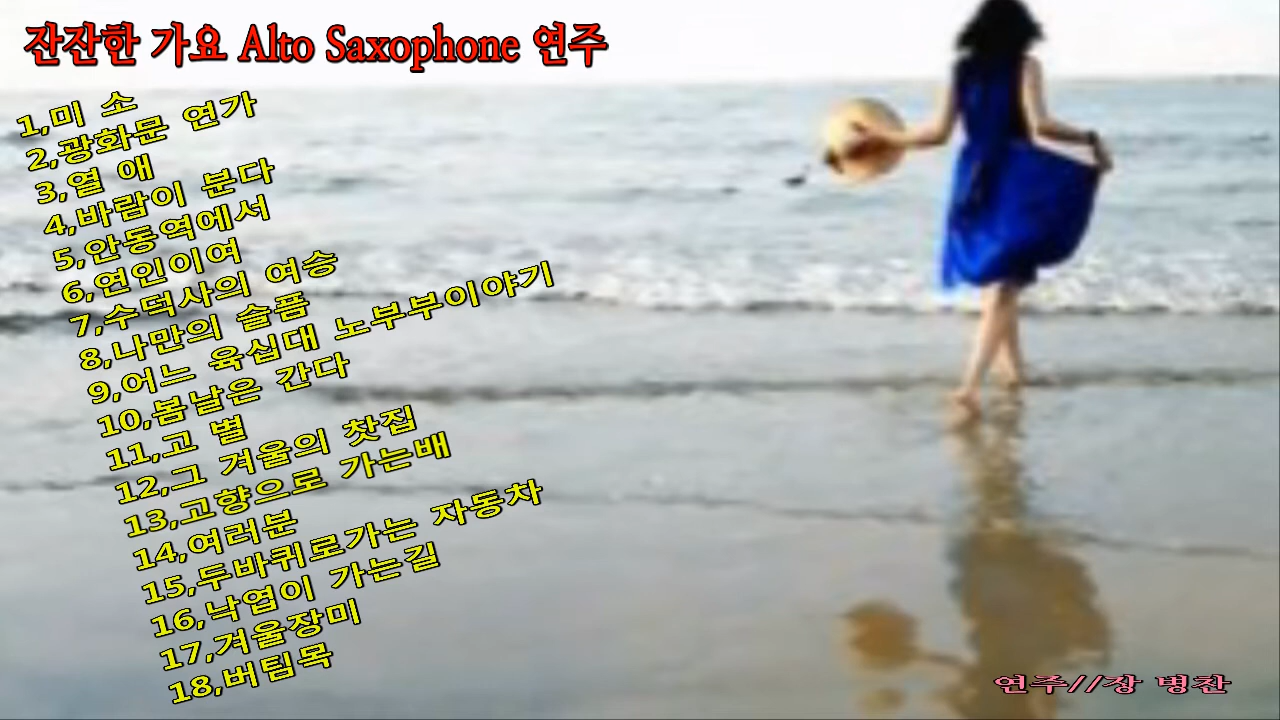 잔잔한 가요 Alto Saxophone 연주
1,미 소
2,광화문 연가
3,열 애
4,바람이 분다
5,안동역에서
6,연인이여
7,수덕사의 여승
8,나만의 슬픔
9,어느 육십대 노부부이야기
10,봄날은 간다
11,고 별
12,그 겨울의 찻집
13,고향으로 가는배
14,여러분
15,두바퀴로가는 자동차
16,낙엽이 가는길
17,겨울장미
18,버팀목
연주//장 병찬